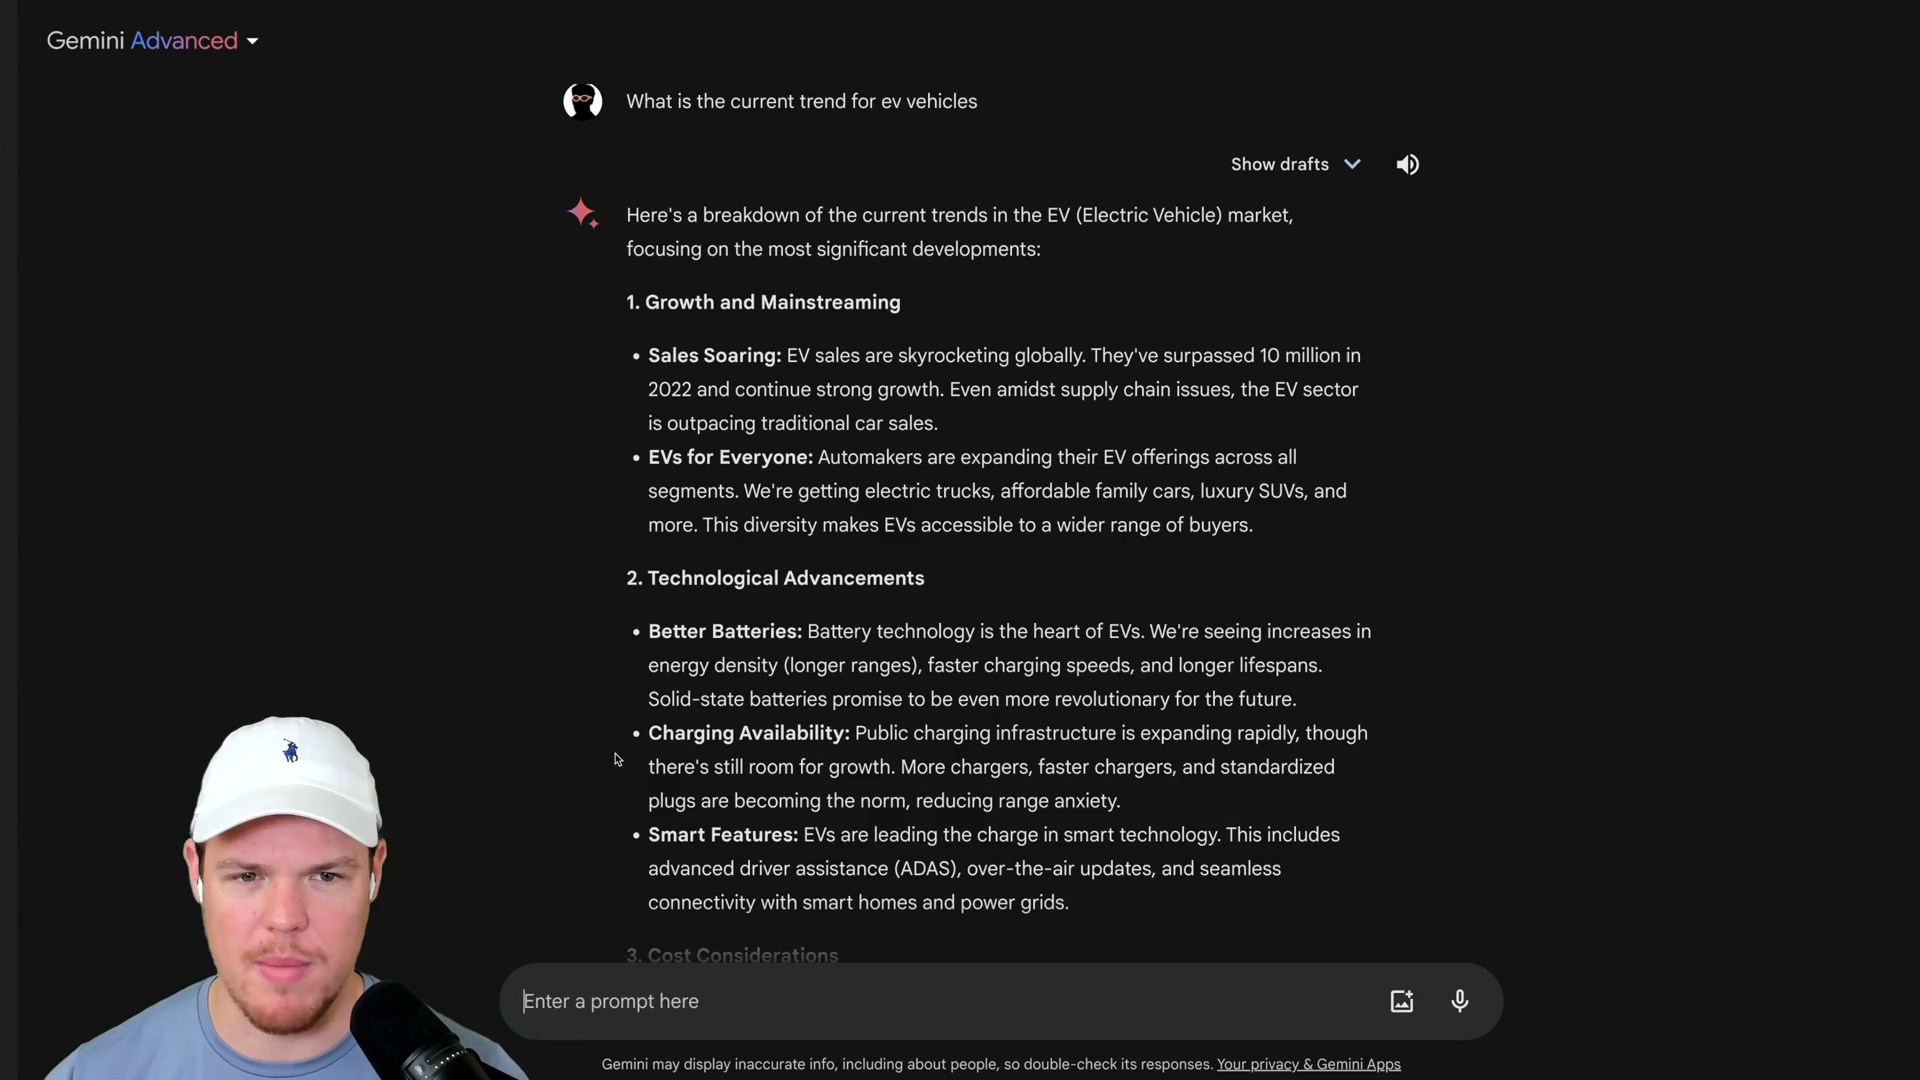 Gemini Advanced
What is the current trend for ev vehicles
Show drafts
Here's a breakdown of the current trends in the EV (Electric Vehicle) market,
focusing on the most significant developments:
1. Growth and Mainstreaming
• Sales Soaring: EV sales are skyrocketing globally. They've surpassed 10 million in
2022 and continue strong growth. Even amidst supply chain issues, the EV sector
is outpacing traditional car sales.
• EVs for Everyone: Automakers are expanding their EV offerings across all
segments. We're getting electric trucks, affordable family cars, luxury SUVs, and
more. This diversity makes EVs accessible to a wider range of buyers.
2. Technological Advancements
• Better Batteries: Battery technology is the heart of EVs. We're seeing increases in
energy density (longer ranges), faster charging speeds, and longer lifespans.
Solid-state batteries promise to be even more revolutionary for the future.
• Charging Availability: Public charging infrastructure is expanding rapidly, though
there's still room for growth. More chargers, faster chargers, and standardized
plugs are becoming the norm, reducing range anxiety.
• Smart Features: EVs are leading the charge in smart technology. This includes
advanced driver assistance (ADAS), over-the-air updates, and seamless
connectivity with smart homes and power grids.
3. Cost Considerations
Enter a prompt here
Gemini may display inaccurate info, including about people, so double-check its responses. Your privacy & Gemini Apps